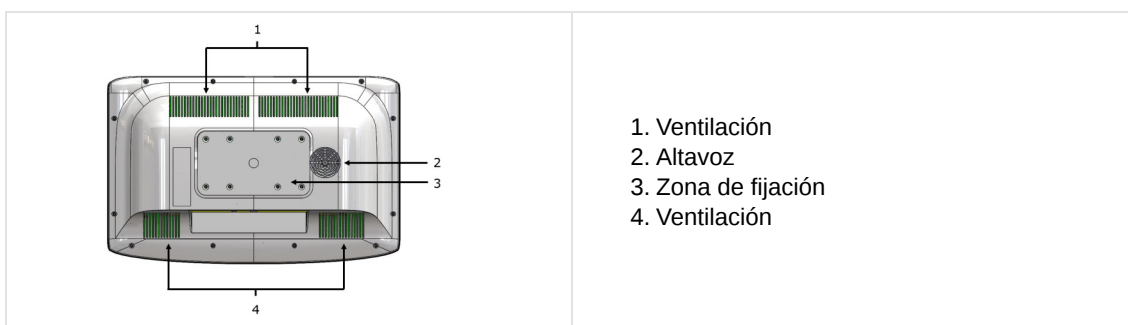 1
2
3
4
1. Ventilación
2. Altavoz
3. Zona de fijación
4. Ventilación